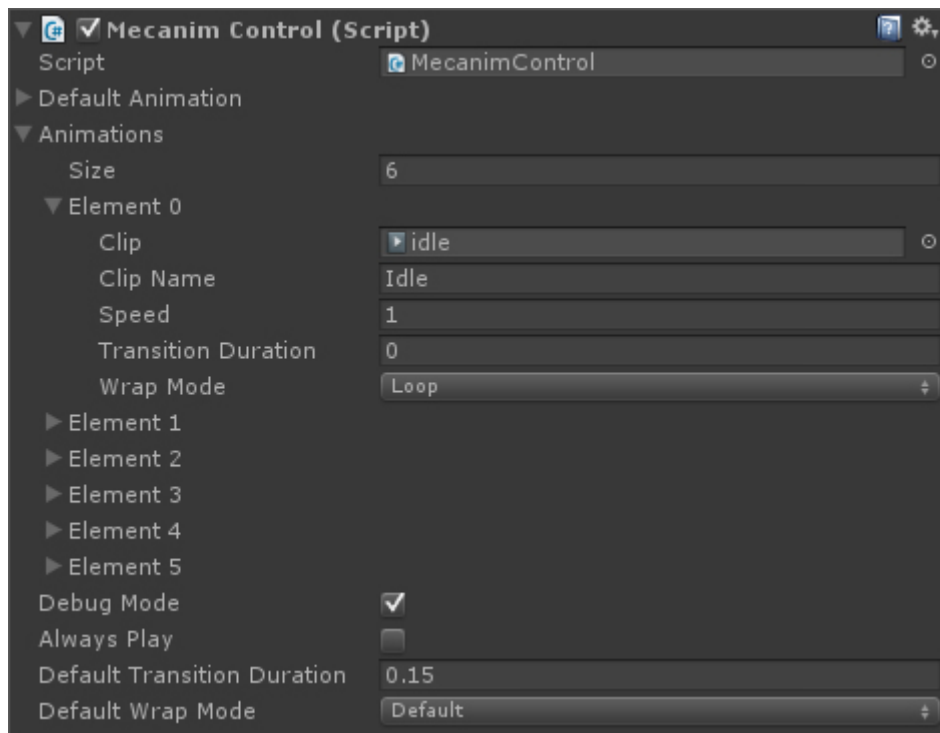 Mecanim Control (Script)
Script MecanimControl
Default Animation
Animations
Size 6
Element 0
Clip idle
Clip Name Idle
Speed 1
Transition Duration 0
Wrap Mode Loop
Element 1
Element 2
Element 3
Element 4
Element 5
Debug Mode
Always Play
Default Transition Duration 0.15
Default Wrap Mode Default